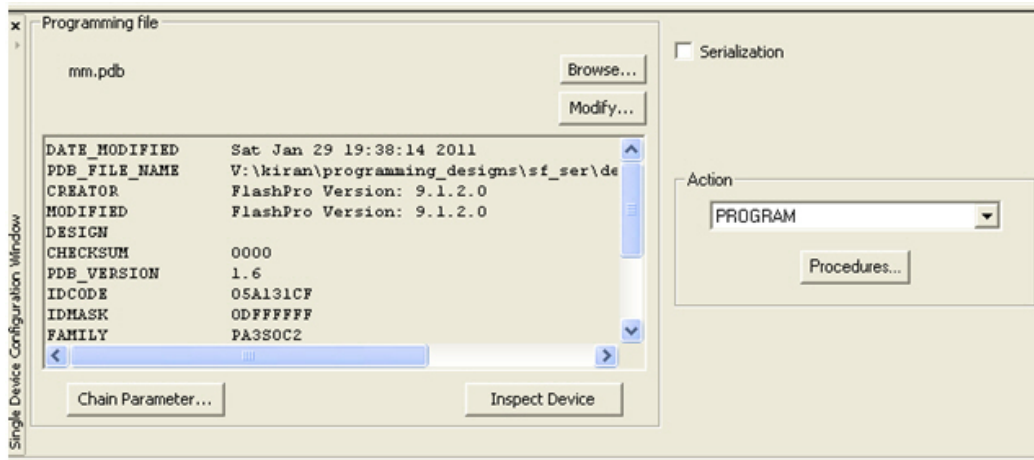 Programming file
mm.pdb
Browse...
Modify...
DATE_MODIFIED Sat Jan 29 19:38:14 2011
PDB_FILE_NAME V:\kiran\programming_designs\sf_ser\de
CREATOR FlashPro Version: 9.1.2.0
MODIFIED FlashPro Version: 9.1.2.0
DESIGN
CHECKSUM 0000
PDB_VERSION 1.6
IDCODE 05A131CF
IDMASK 0DFFFFFF
FAMILY PA3SOC2
Chain Parameter...
Inspect Device
Serialization
Action
PROGRAM
Procedures...
Single Device Configuration Window